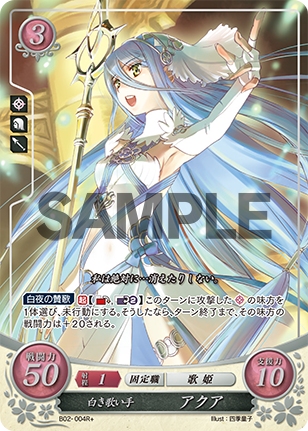 3
SAMPLE
私は絶対に…消えたりしない。
白夜の賛歌 起 このターンに攻撃した の味方を
1体選び、未行動にする。そうしたなら、ターン終了まで、その味方の
戦闘力は+20される。
戦闘力 50
射程 1 固定職 歌姫
支援力 10
白き歌い手 アクア
B02-004R+ Illust:四季童子